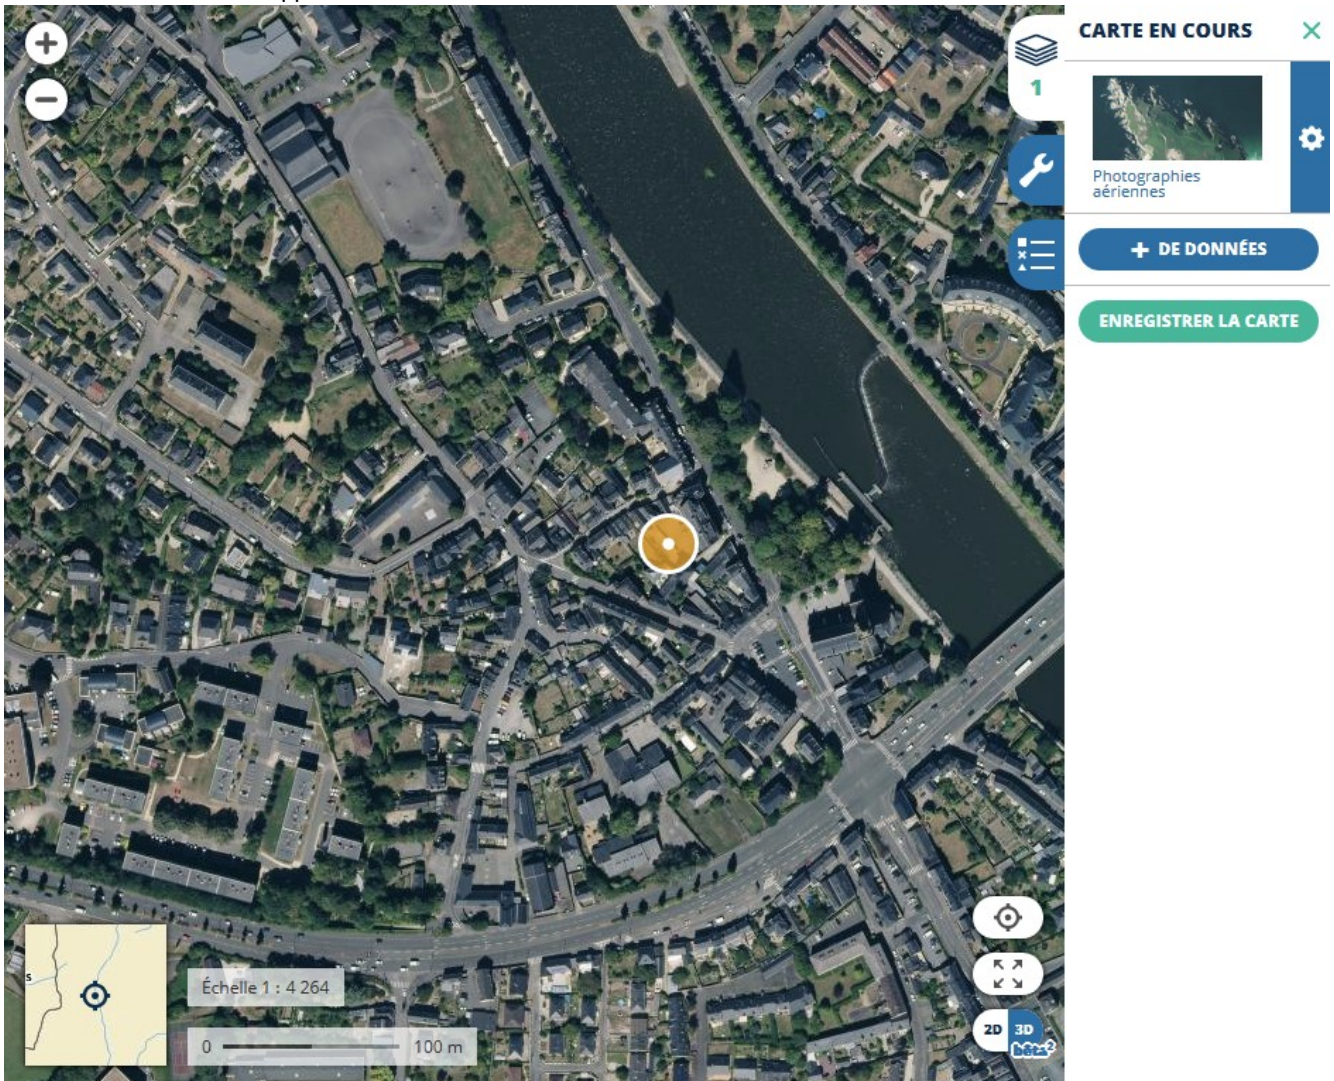 CARTE EN COURS
1
Photographies
aériennes
+ DE DONNÉES
ENREGISTRER LA CARTE
s
Échelle 1 : 4 264
0 100 m
2D 3D
bêta